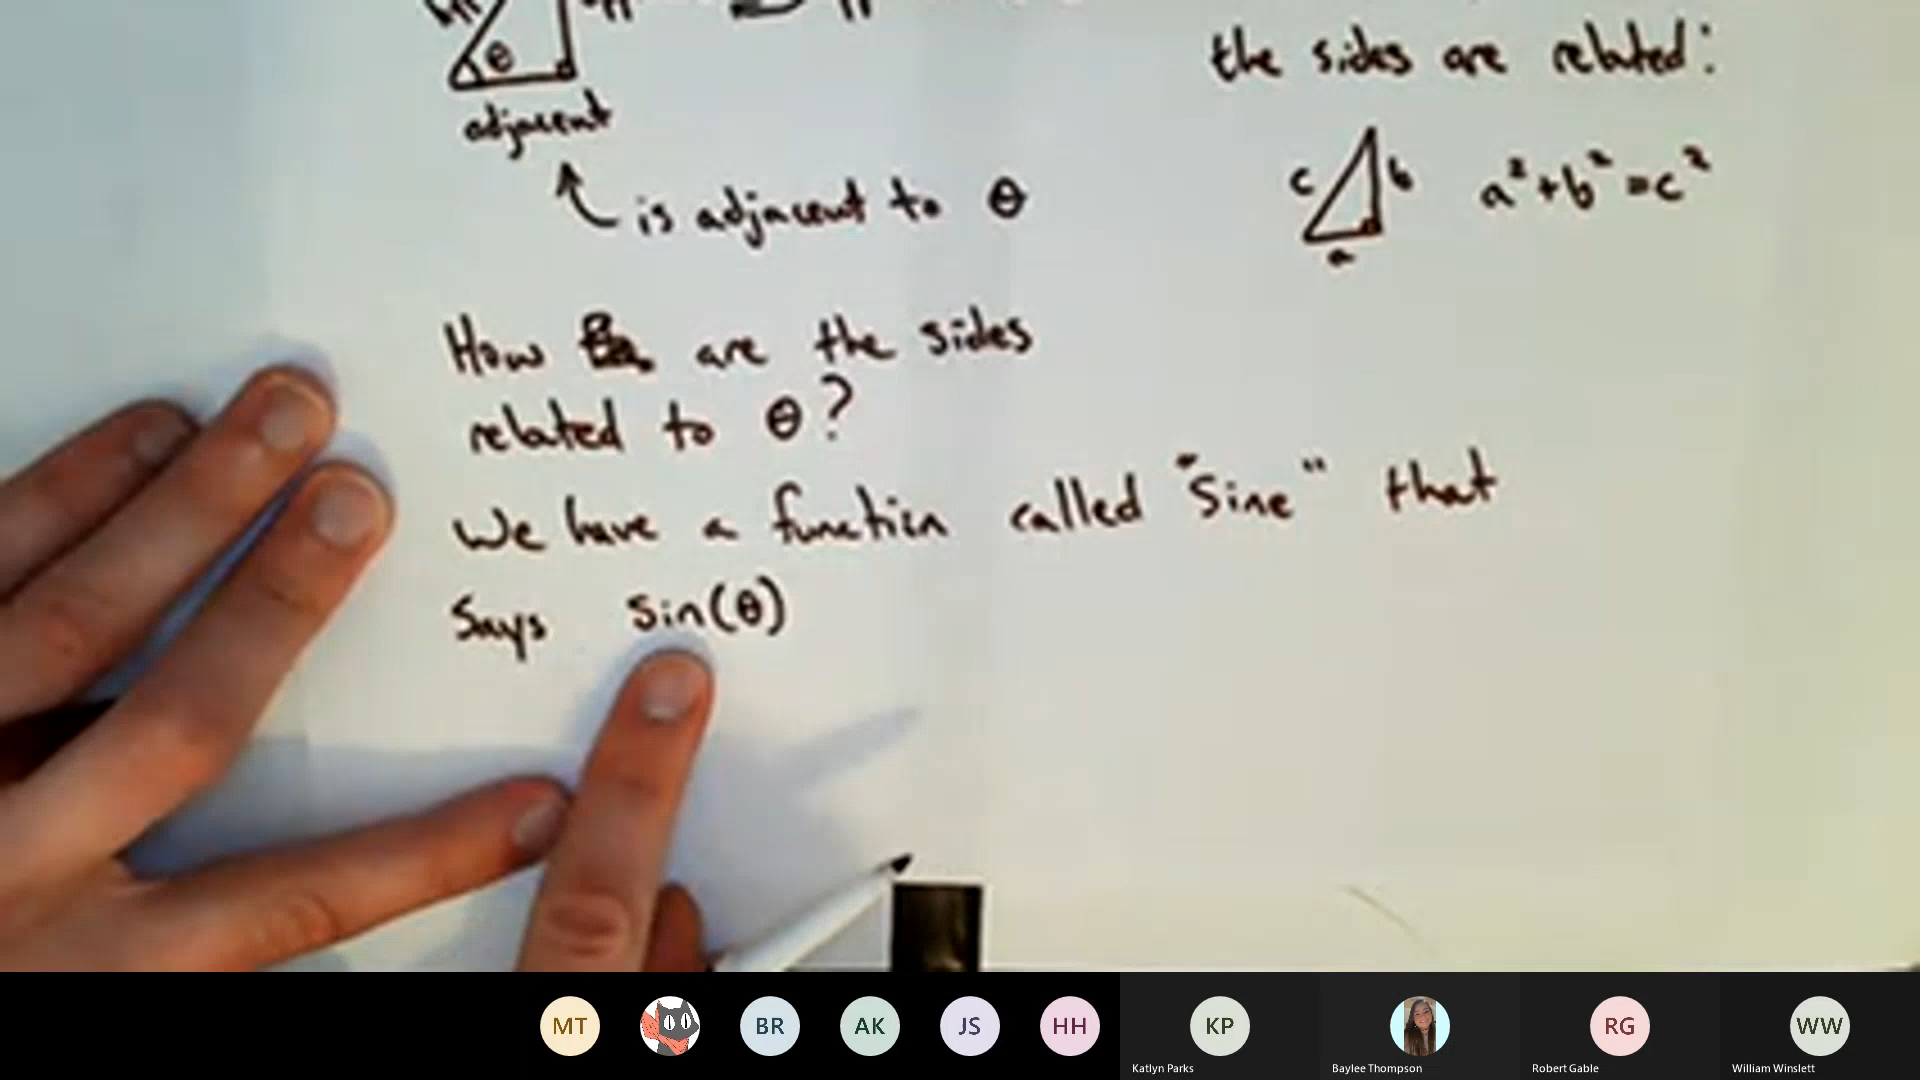 θ
the sides are related:
adjacent
c
b
a² + b² = c²
a
is adjacent to θ
How are the sides
related to θ?
We have a function called "Sine" that
Says sin(θ)
MT
BR
AK
JS
HH
KP
RG
WW
Katlyn Parks
Baylee Thompson
Robert Gable
William Winslett